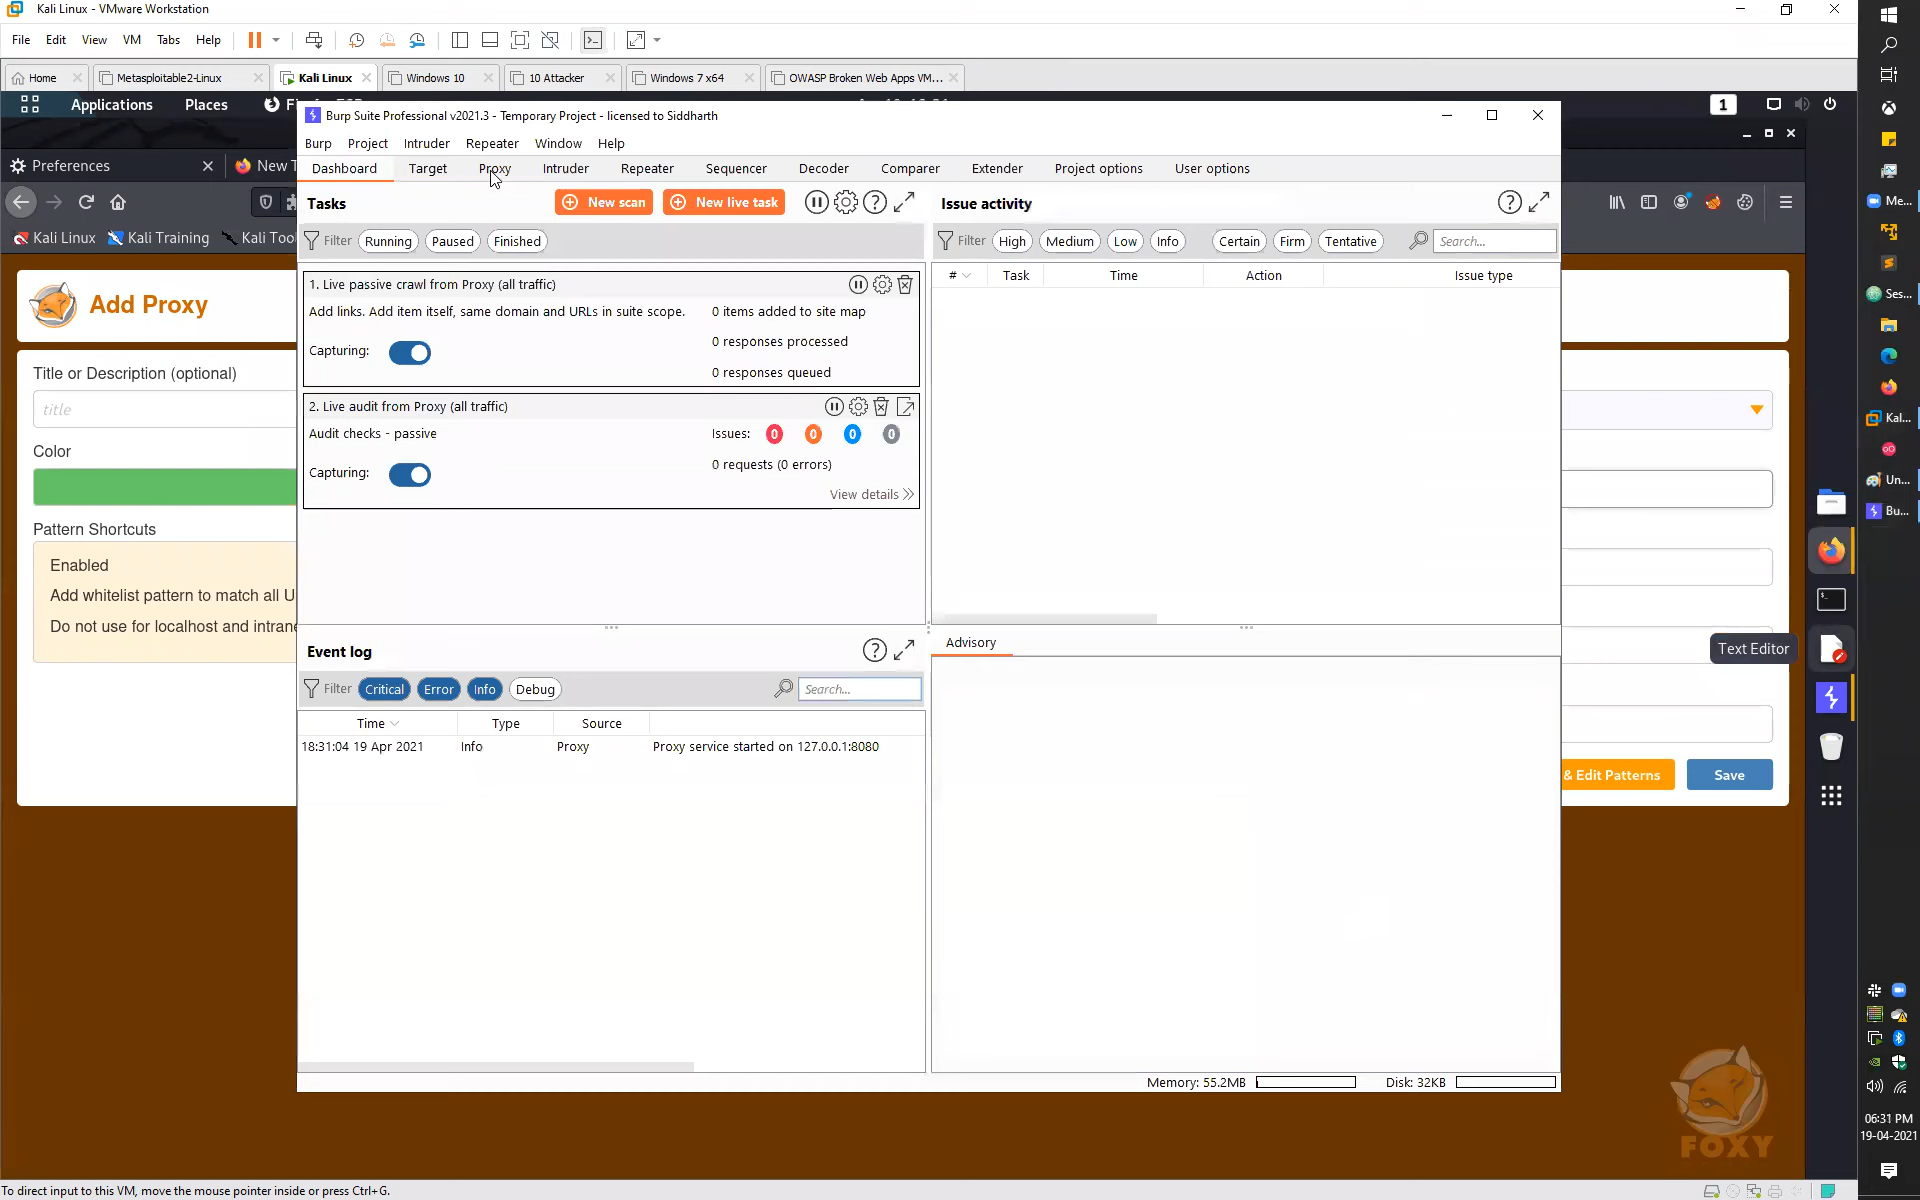 Kali Linux - VMware Workstation
File Edit View VM Tabs Help
Home Metasploitable2-Linux Kali Linux Windows 10 10 Attacker Windows 7 x64 OWASP Broken Web Apps VM...
Applications Places
1
Burp Suite Professional v2021.3 - Temporary Project - licensed to Siddharth
Burp Project Intruder Repeater Window Help
Preferences
New T
Dashboard Target Proxy Intruder Repeater Sequencer Decoder Comparer Extender Project options User options
Tasks New scan New live task
Issue activity
Kali Linux Kali Training Kali Tool
Filter Running Paused Finished
Filter High Medium Low Info Certain Firm Tentative Search...
# Task Time Action Issue type
1. Live passive crawl from Proxy (all traffic)
Add links. Add item itself, same domain and URLs in suite scope.
0 items added to site map
0 responses processed
Capturing:
0 responses queued
2. Live audit from Proxy (all traffic)
Audit checks - passive
Issues: 0 0 0 0
0 requests (0 errors)
Capturing:
View details
Add Proxy
Title or Description (optional)
title
Color
Pattern Shortcuts
Enabled
Add whitelist pattern to match all U
Do not use for localhost and intrane
Event log
Filter Critical Error Info Debug Search...
Time Type Source
18:31:04 19 Apr 2021 Info Proxy Proxy service started on 127.0.0.1:8080
Advisory
Text Editor
& Edit Patterns
Save
Memory: 55.2MB Disk: 32KB
FOXY
Me...
Ses...
Kal...
Un...
Bu...
06:31 PM
19-04-2021
To direct input to this VM, move the mouse pointer inside or press Ctrl+G.